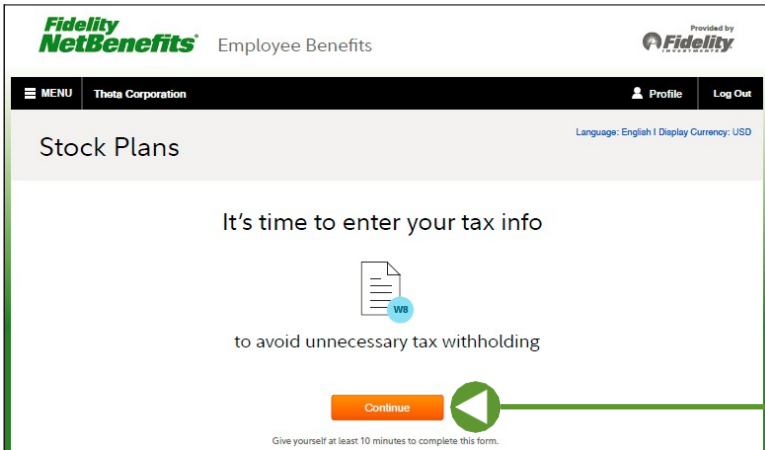 Fidelity
NetBenefits® Employee Benefits
Provided by
Fidelity
INVESTMENTS
MENU Theta Corporation Profile Log Out
Language: English I Display Currency: USD
Stock Plans
It's time to enter your tax info
W8
to avoid unnecessary tax withholding
Continue
Give yourself at least 10 minutes to complete this form.